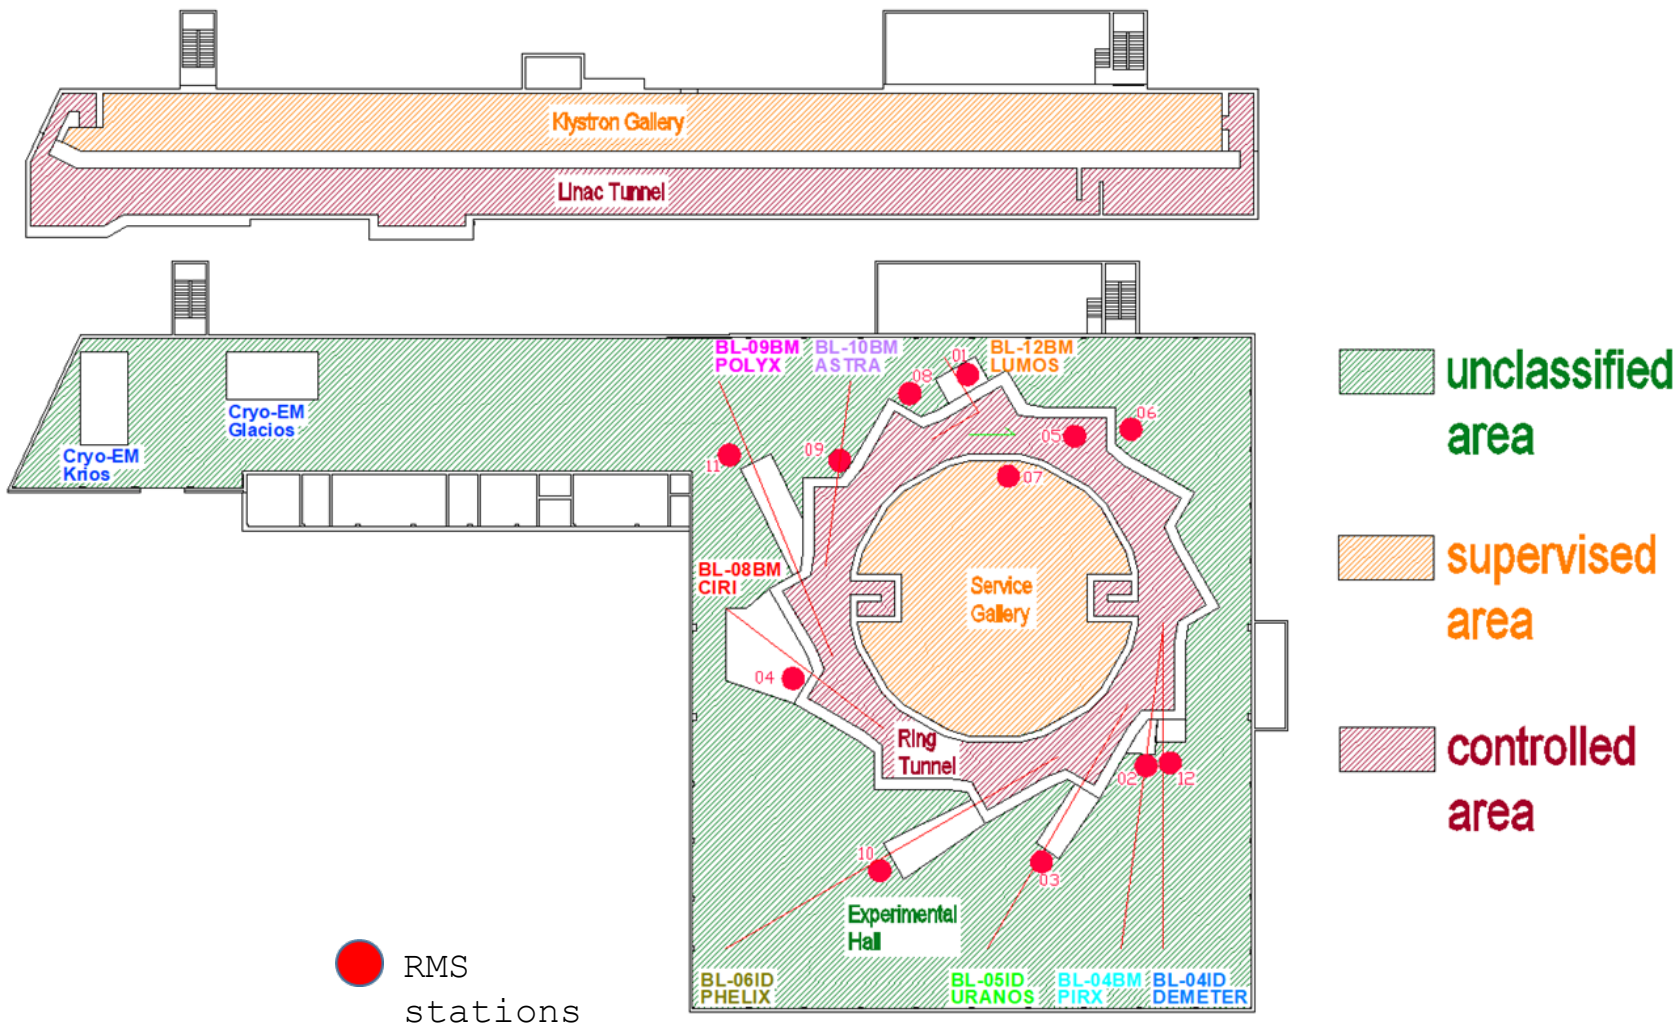 Klystron Gallery
Linac Tunnel
BL-09BM
POLYX
BL-10BM
ASTRA
BL-12BM
LUMOS
01
08
06
05
09
11
07
Cryo-EM
Glacios
Cryo-EM
Krios
BL-08BM
CIRI
Service
Gallery
04
Ring
Tunnel
02
12
10
03
Experimental
Hall
BL-06ID
PHELIX
BL-05ID
URANOS
BL-04BM
PIRX
BL-04ID
DEMETER
unclassified
area
supervised
area
controlled
area
RMS
stations